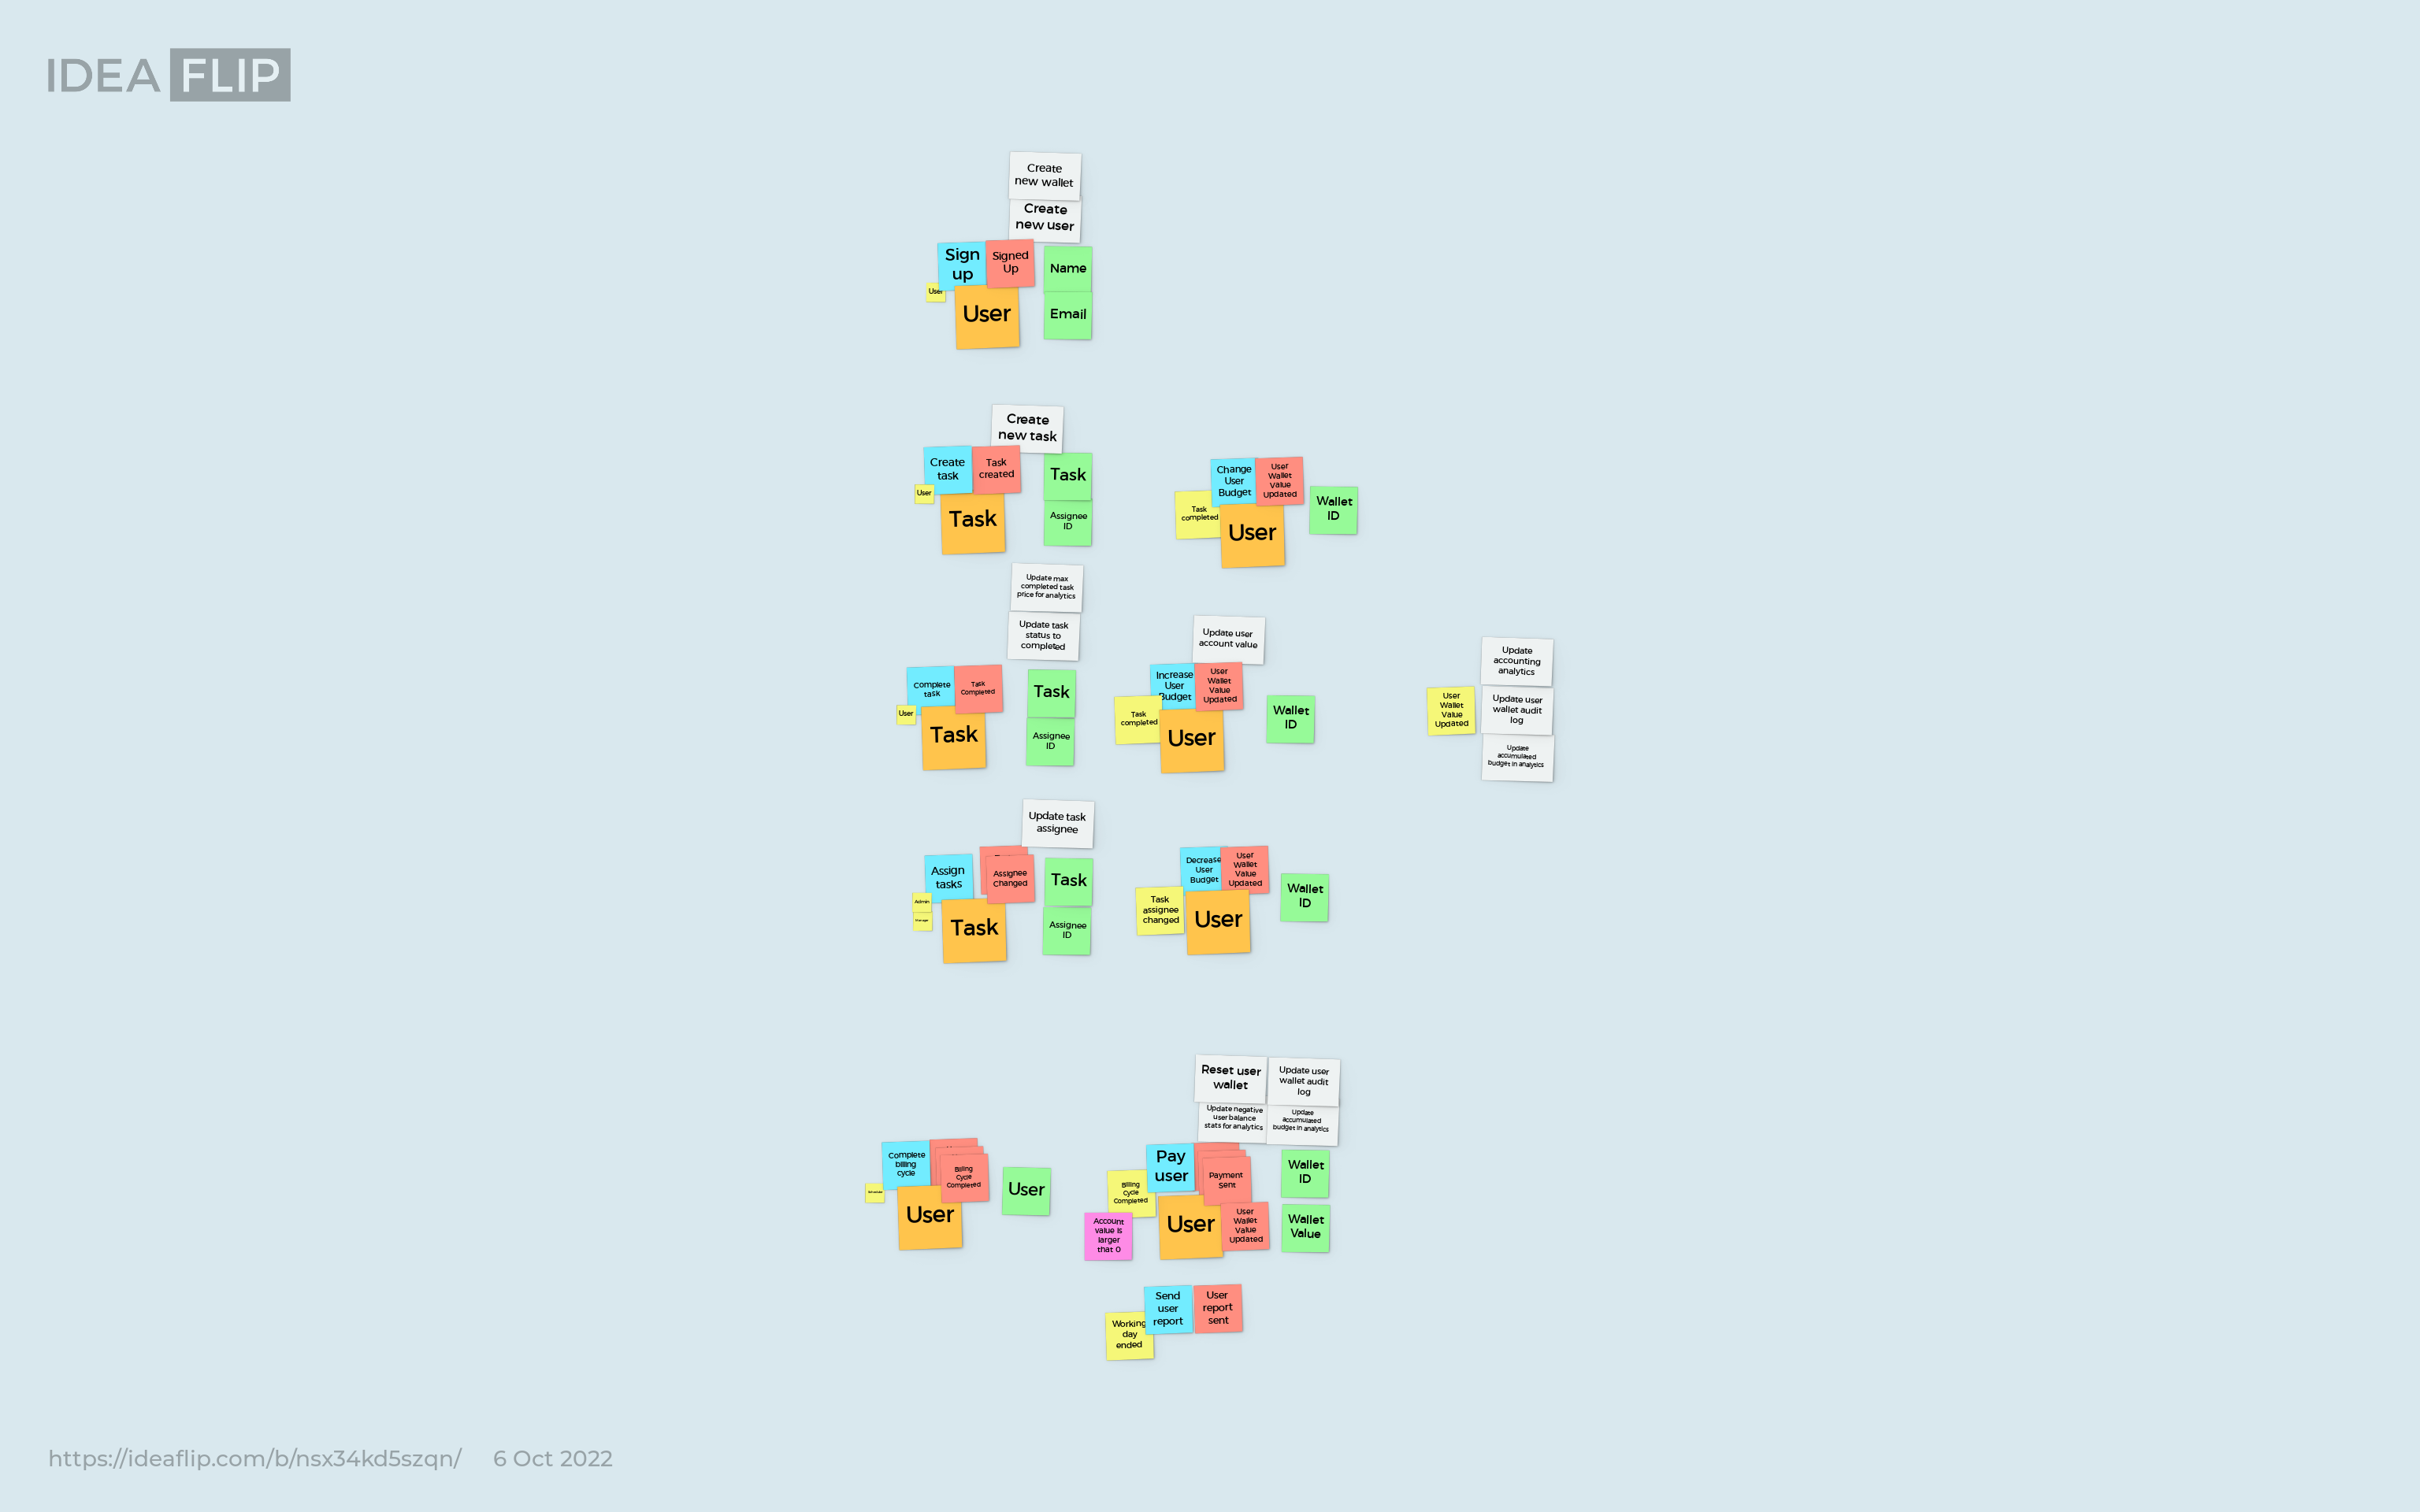 IDEA FLIP
Create
new wallet
Create
new user
Sign
up
Signed
Up
Name
User
User
Email
Create
new task
Create
task
Task
created
Task
User
Task
Assignee
ID
Change
User
Budget
User
Wallet
Value
Updated
Task
completed
User
Wallet
ID
Update max
completed task
price for analytics
Update task
status to
completed
Complete
task
Task
Completed
Task
User
Task
Assignee
ID
Update user
account value
Increase
User
Budget
User
Wallet
Value
Updated
Task
completed
User
Wallet
ID
User
Wallet
Value
Updated
Update
accounting
analytics
Update user
wallet audit
log
Update
accumulated
budget in analytics
Update task
assignee
Assign
tasks
Assignee
Changed
Task
Admin
Manager
Task
Assignee
ID
Decrease
User
Budget
User
Wallet
Value
Updated
Task
assignee
changed
User
Wallet
ID
Complete
billing
cycle
Billing
Cycle
Completed
Scheduler
User
User
Reset user
wallet
Update user
wallet audit
log
Update negative
user balance
stats for analytics
Update
accumulated
budget in analytics
Pay
user
Payment
sent
Billing
Cycle
Completed
Account
value is
larger
that 0
User
User
Wallet
Value
Updated
Wallet
ID
Wallet
Value
Send
user
report
User
report
sent
Working
day
ended
https://ideaflip.com/b/nsx34kd5szqn/ 6 Oct 2022